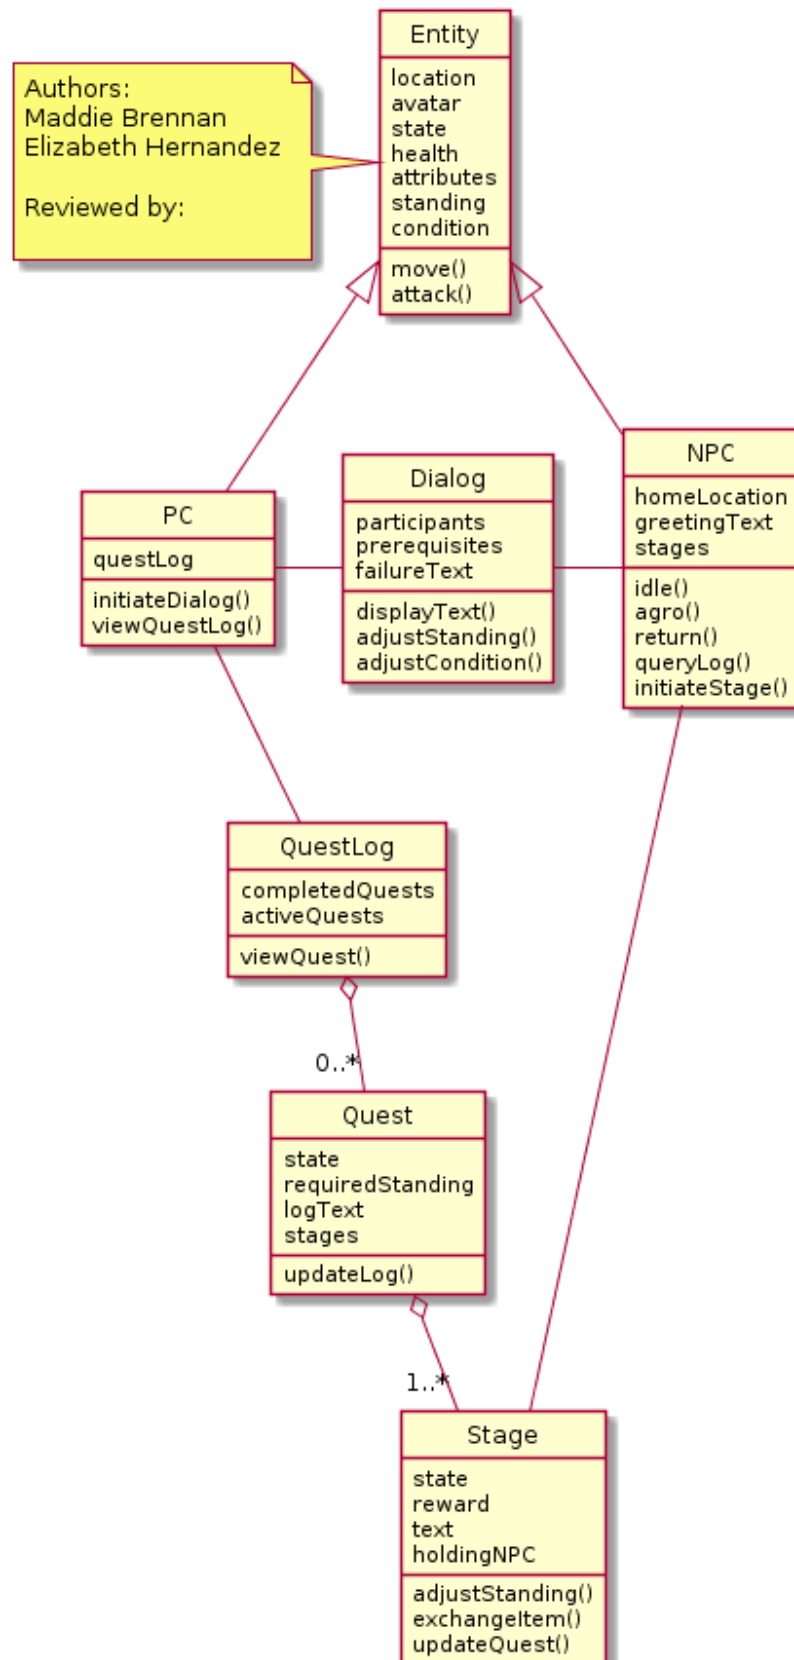 Entity
location
avatar
state
health
attributes
standing
condition
move()
attack()
Authors:
Maddie Brennan
Elizabeth Hernandez
Reviewed by:
PC
questLog
initiateDialog()
viewQuestLog()
Dialog
participants
prerequisites
failureText
displayText()
adjustStanding()
adjustCondition()
NPC
homeLocation
greetingText
stages
idle()
agro()
return()
queryLog()
initiateStage()
QuestLog
completedQuests
activeQuests
viewQuest()
0..*
Quest
state
requiredStanding
logText
stages
updateLog()
1..*
Stage
state
reward
text
holdingNPC
adjustStanding()
exchangeItem()
updateQuest()